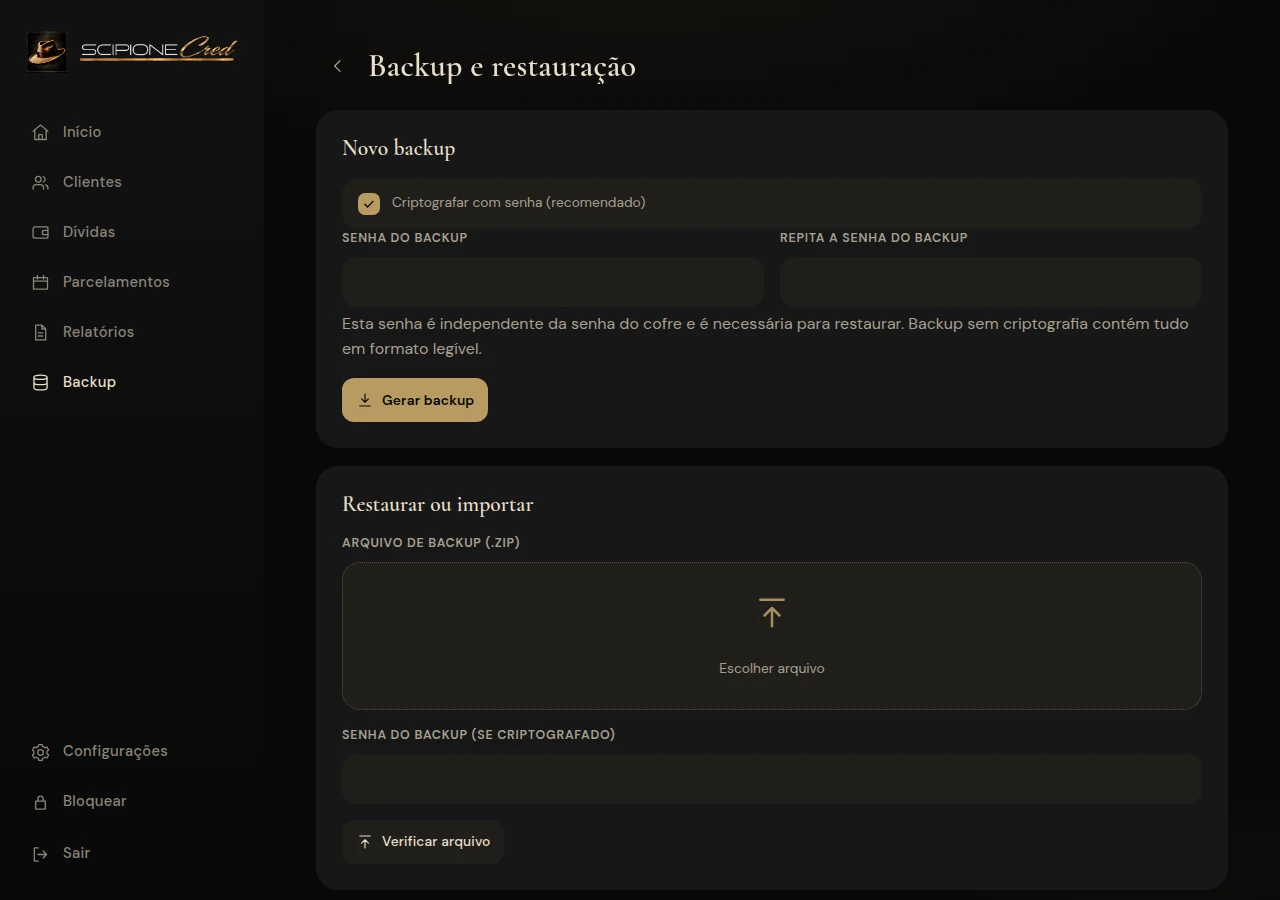 SCIPIONE Cred
Início
Clientes
Dívidas
Parcelamentos
Relatórios
Backup
Configurações
Bloquear
Sair
Backup e restauração
Novo backup
Criptografar com senha (recomendado)
SENHA DO BACKUP
REPITA A SENHA DO BACKUP
Esta senha é independente da senha do cofre e é necessária para restaurar. Backup sem criptografia contém tudo
em formato legível.
Gerar backup
Restaurar ou importar
ARQUIVO DE BACKUP (.ZIP)
Escolher arquivo
SENHA DO BACKUP (SE CRIPTOGRAFADO)
Verificar arquivo